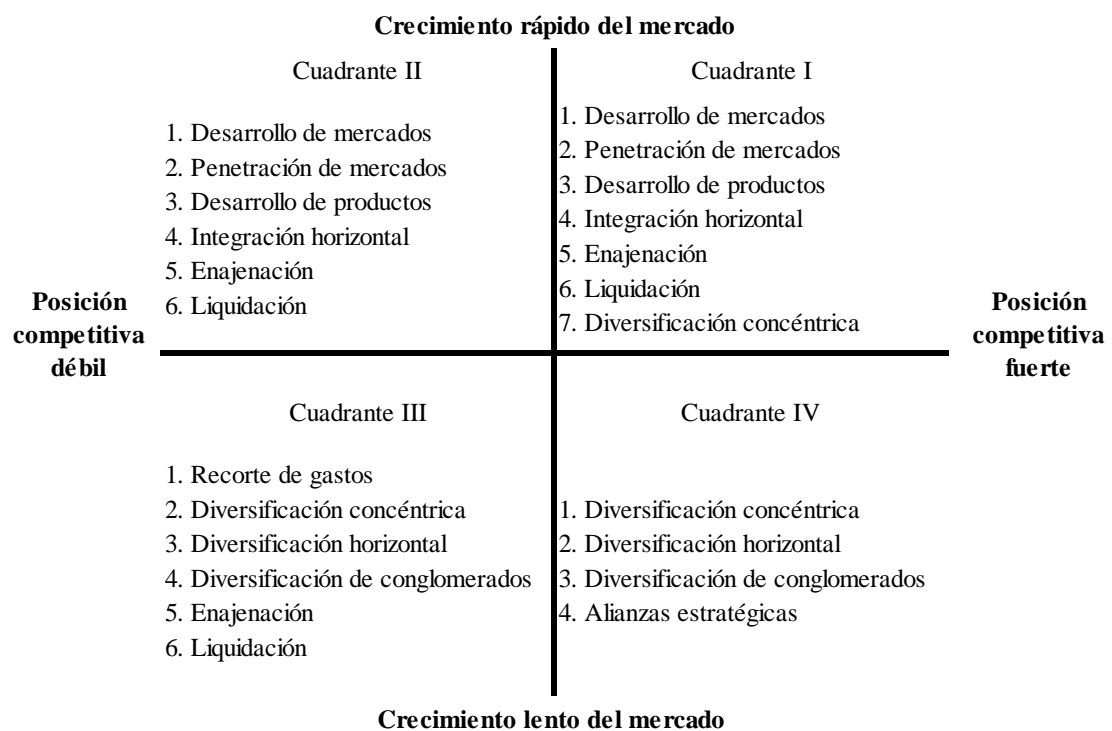 Crecimiento rápido del mercado
Cuadrante II
1. Desarrollo de mercados
2. Penetración de mercados
3. Desarrollo de productos
4. Integración horizontal
5. Enajenación
6. Liquidación
Cuadrante I
1. Desarrollo de mercados
2. Penetración de mercados
3. Desarrollo de productos
4. Integración horizontal
5. Enajenación
6. Liquidación
7. Diversificación concéntrica
Posición
competitiva
débil
Posición
competitiva
fuerte
Cuadrante III
1. Recorte de gastos
2. Diversificación concéntrica
3. Diversificación horizontal
4. Diversificación de conglomerados
5. Enajenación
6. Liquidación
Cuadrante IV
1. Diversificación concéntrica
2. Diversificación horizontal
3. Diversificación de conglomerados
4. Alianzas estratégicas
Crecimiento lento del mercado